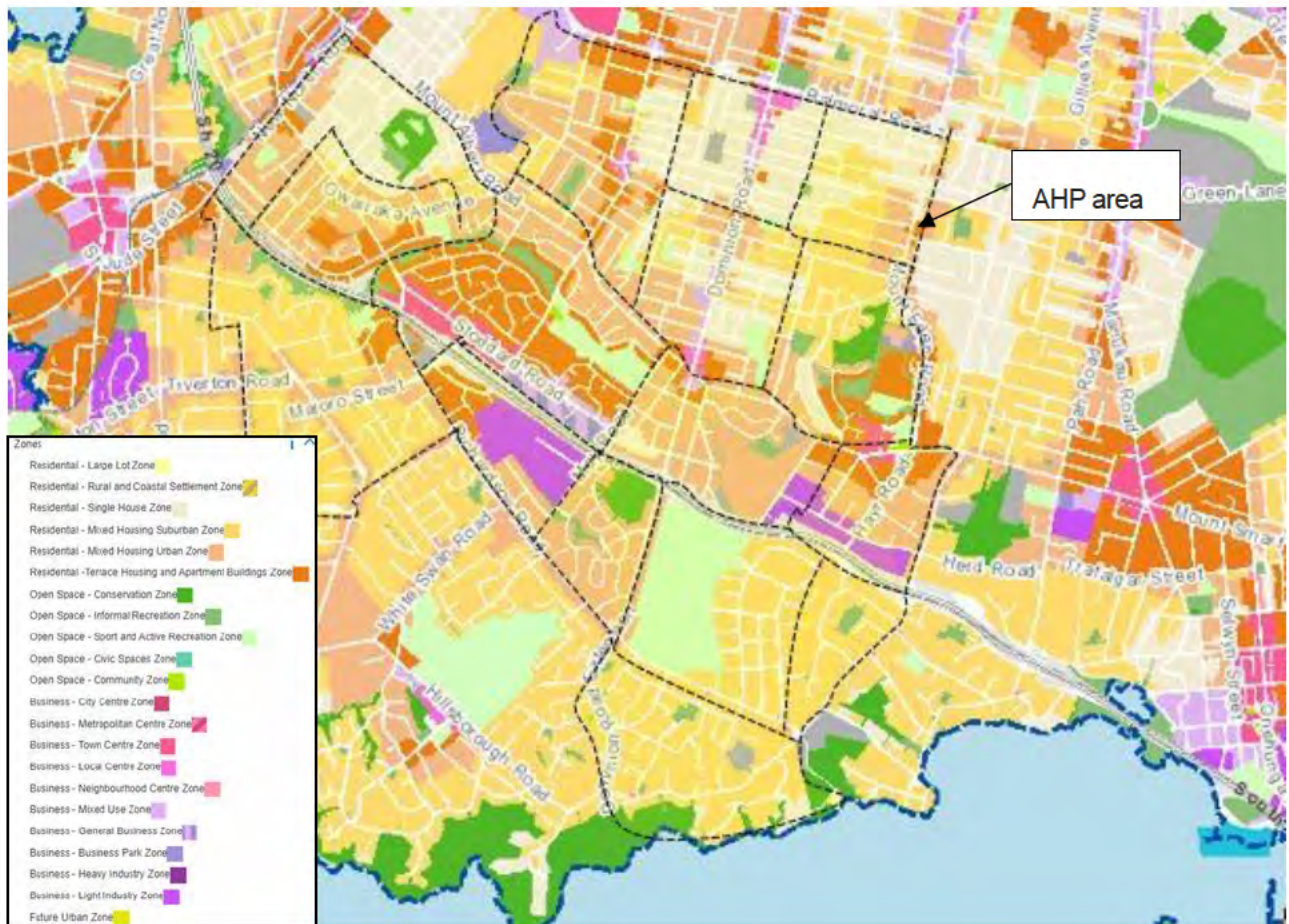 Great No
Mount Albert Road
Balmoral Road
Gillies Avenue
AHP area
Green Lane
St Jude Street
Dominion Road
Stoddard Road
Tiverton Road
Maioro Street
Pah Road
Manukau Road
Mount Smar
White Swan Road
Herd Road
Trafalgar Street
Selwyn Street
Hillsborough Road
Zones
Residential - Large Lot Zone
Residential - Rural and Coastal Settlement Zone
Residential - Single House Zone
Residential - Mixed Housing Suburban Zone
Residential - Mixed Housing Urban Zone
Residential -Terrace Housing and Apartment Buildings Zone
Open Space - Conservation Zone
Open Space - Informal Recreation Zone
Open Space - Sport and Active Recreation Zone
Open Space - Civic Spaces Zone
Open Space - Community Zone
Business - City Centre Zone
Business - Metropolitan Centre Zone
Business - Town Centre Zone
Business - Local Centre Zone
Business - Neighbourhood Centre Zone
Business - Mixed Use Zone
Business - General Business Zone
Business - Business Park Zone
Business - Heavy Industry Zone
Business - Light Industry Zone
Future Urban Zone